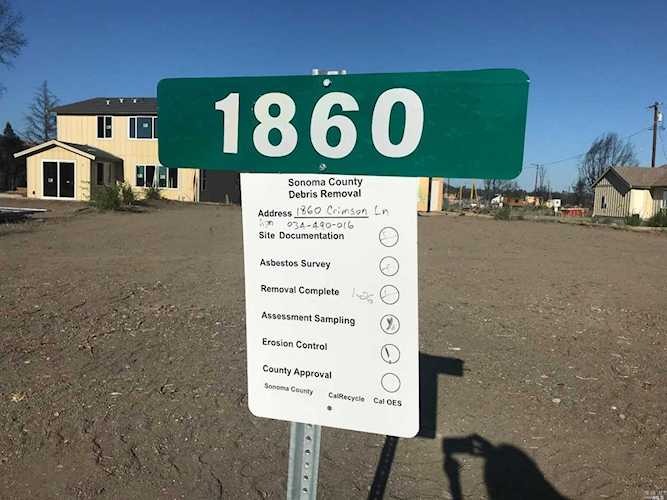 1860
Sonoma County
Debris Removal
Address 1860 Crimson Ln
034-490-016
Site Documentation
Asbestos Survey
Removal Complete
Assessment Sampling
Erosion Control
County Approval
Sonoma County CalRecycle Cal OES